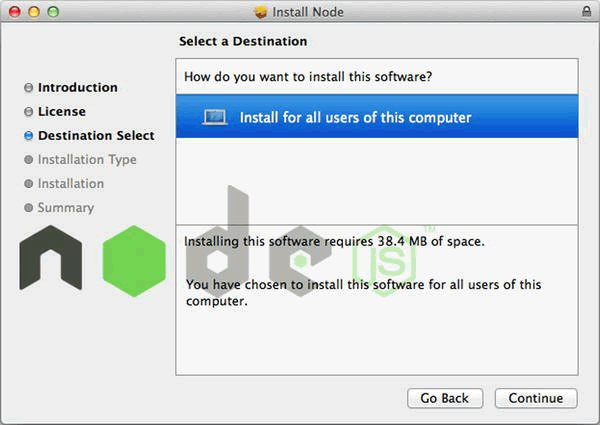 Install Node
Select a Destination
Introduction
License
Destination Select
Installation Type
Installation
Summary
How do you want to install this software?
Install for all users of this computer
node
JS
™
Installing this software requires 38.4 MB of space.
You have chosen to install this software for all users of this
computer.
Go Back
Continue